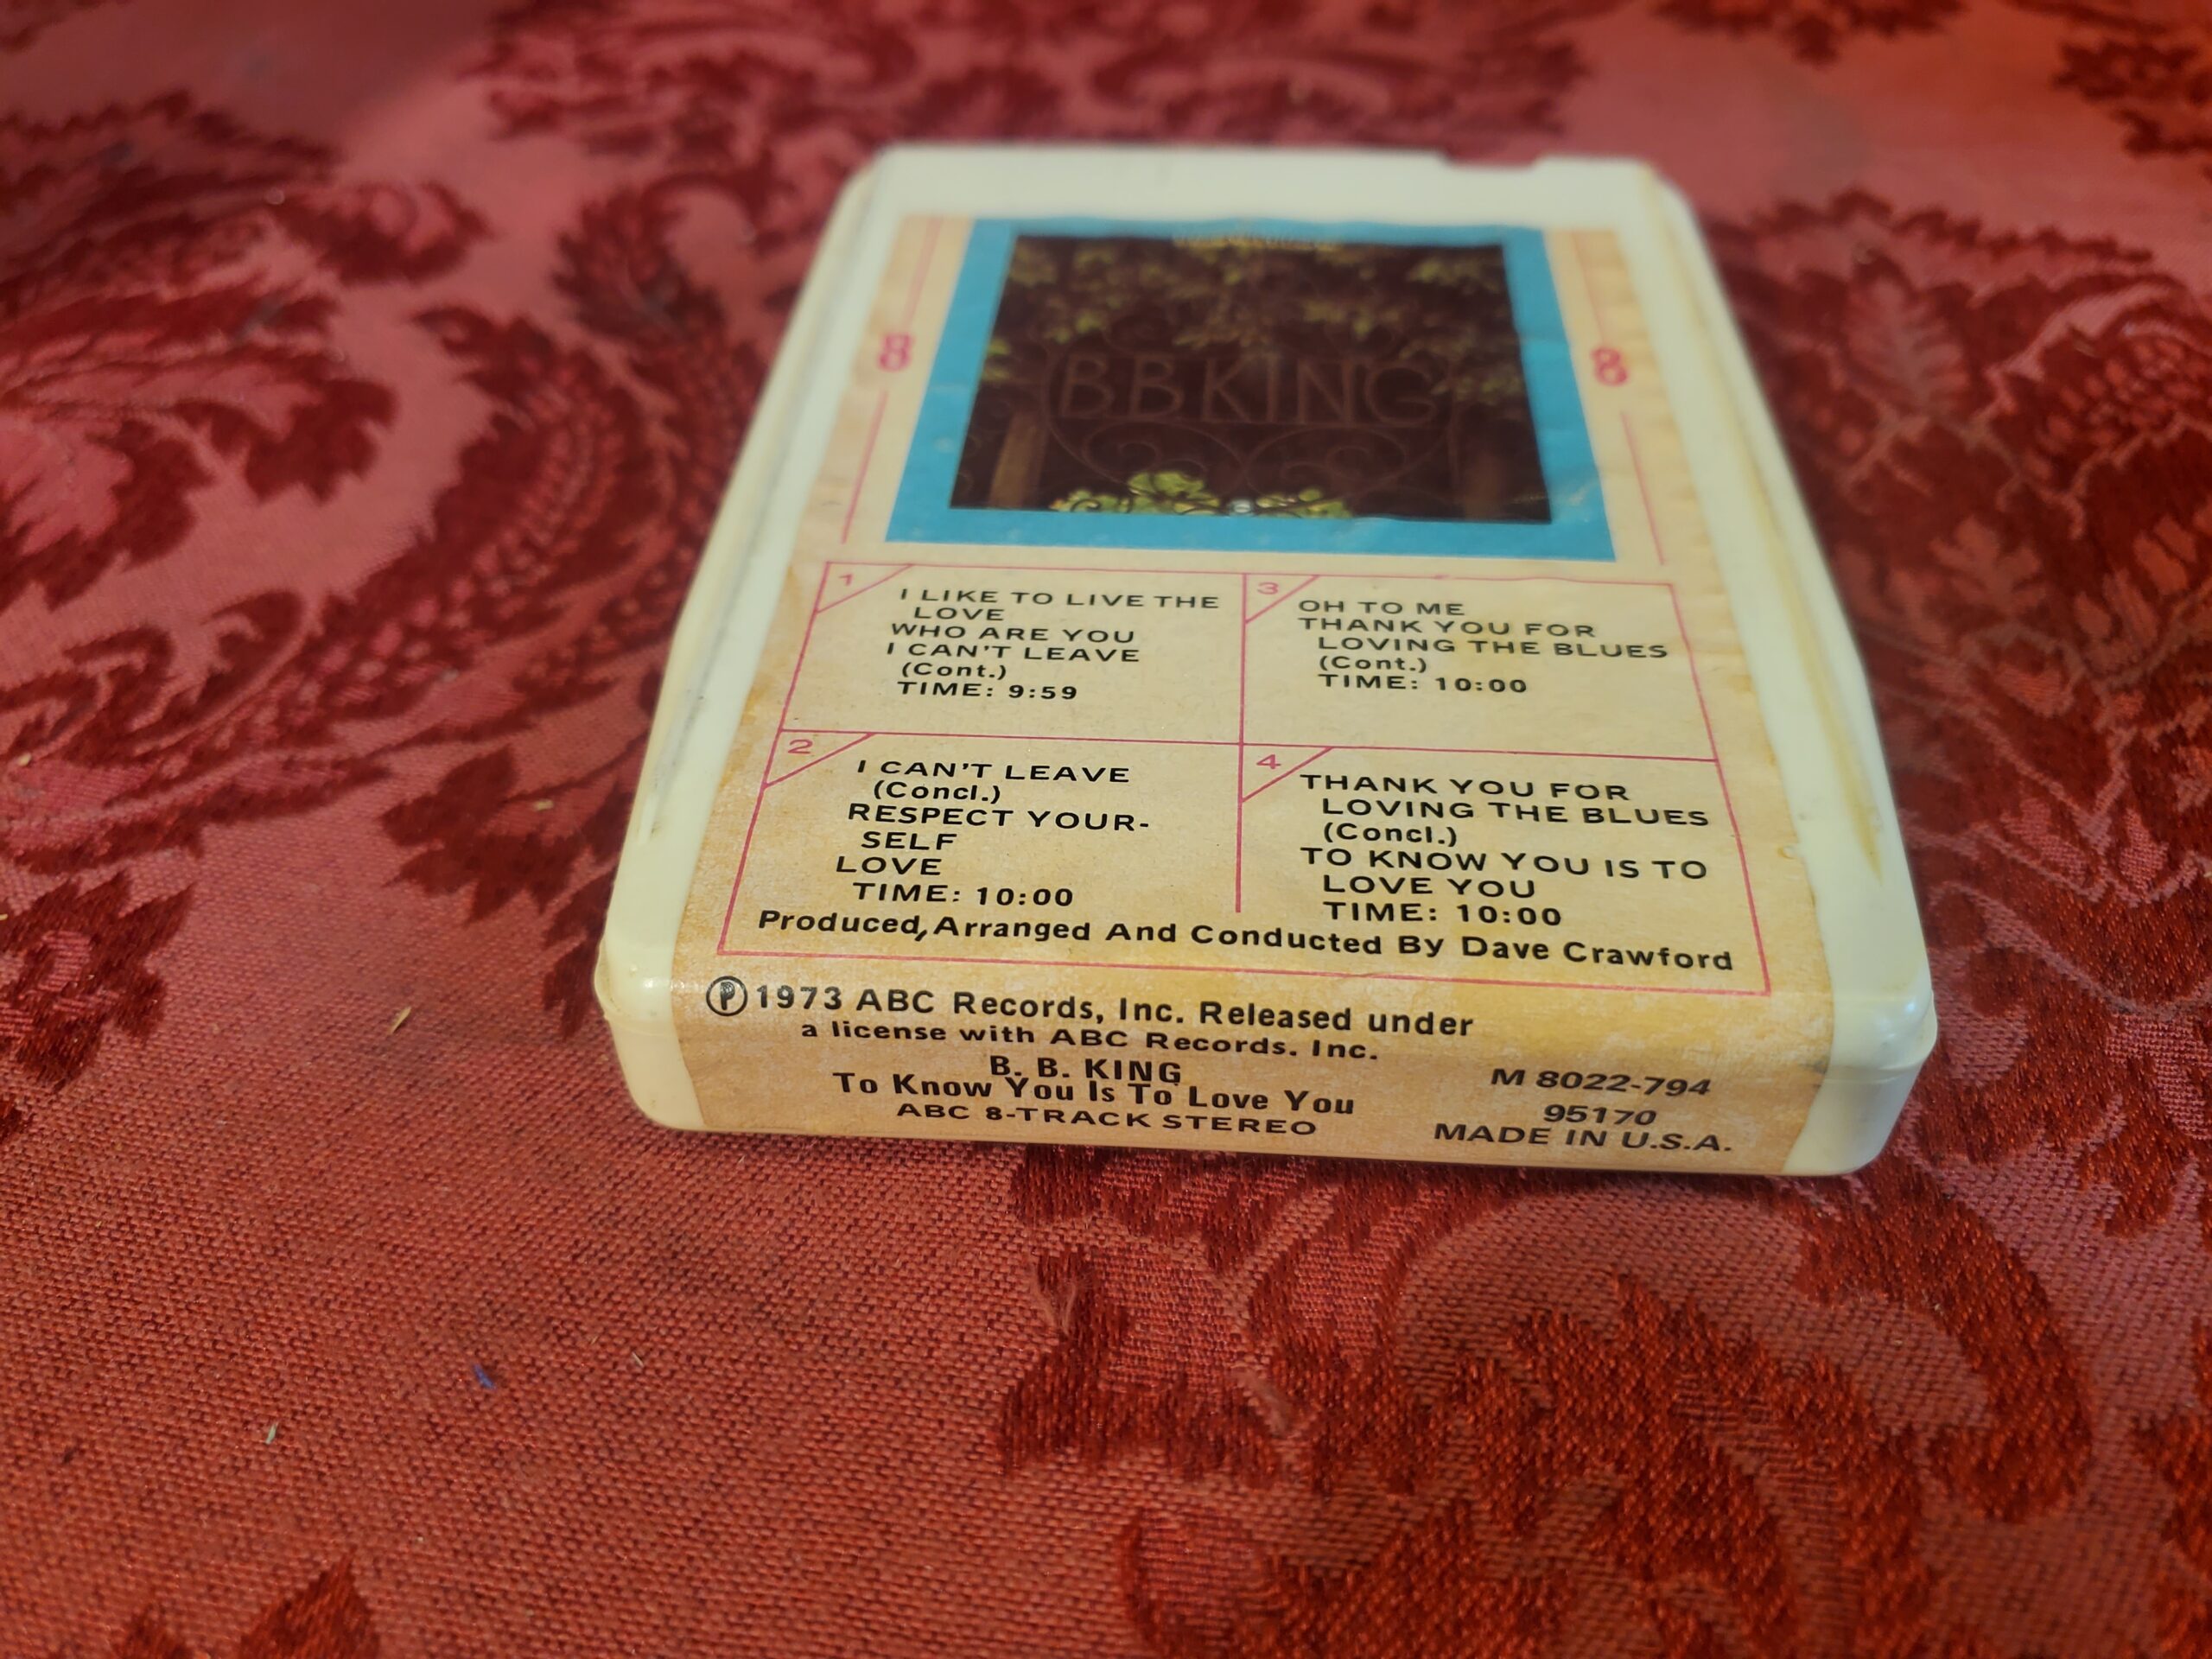 8
8
B B KING
1
I LIKE TO LIVE THE
LOVE
WHO ARE YOU
I CAN'T LEAVE
(Cont.)
TIME: 9:59
2
I CAN'T LEAVE
(Concl.)
RESPECT YOUR-
SELF
LOVE
TIME: 10:00
3
OH TO ME
THANK YOU FOR
LOVING THE BLUES
(Cont.)
TIME: 10:00
4
THANK YOU FOR
LOVING THE BLUES
(Concl.)
TO KNOW YOU IS TO
LOVE YOU
TIME: 10:00
Produced, Arranged And Conducted By Dave Crawford
Ⓟ 1973 ABC Records, Inc. Released under
a license with ABC Records. Inc.
B. B. KING
To Know You Is To Love You
ABC 8-TRACK STEREO
M 8022-794
95170
MADE IN U.S.A.